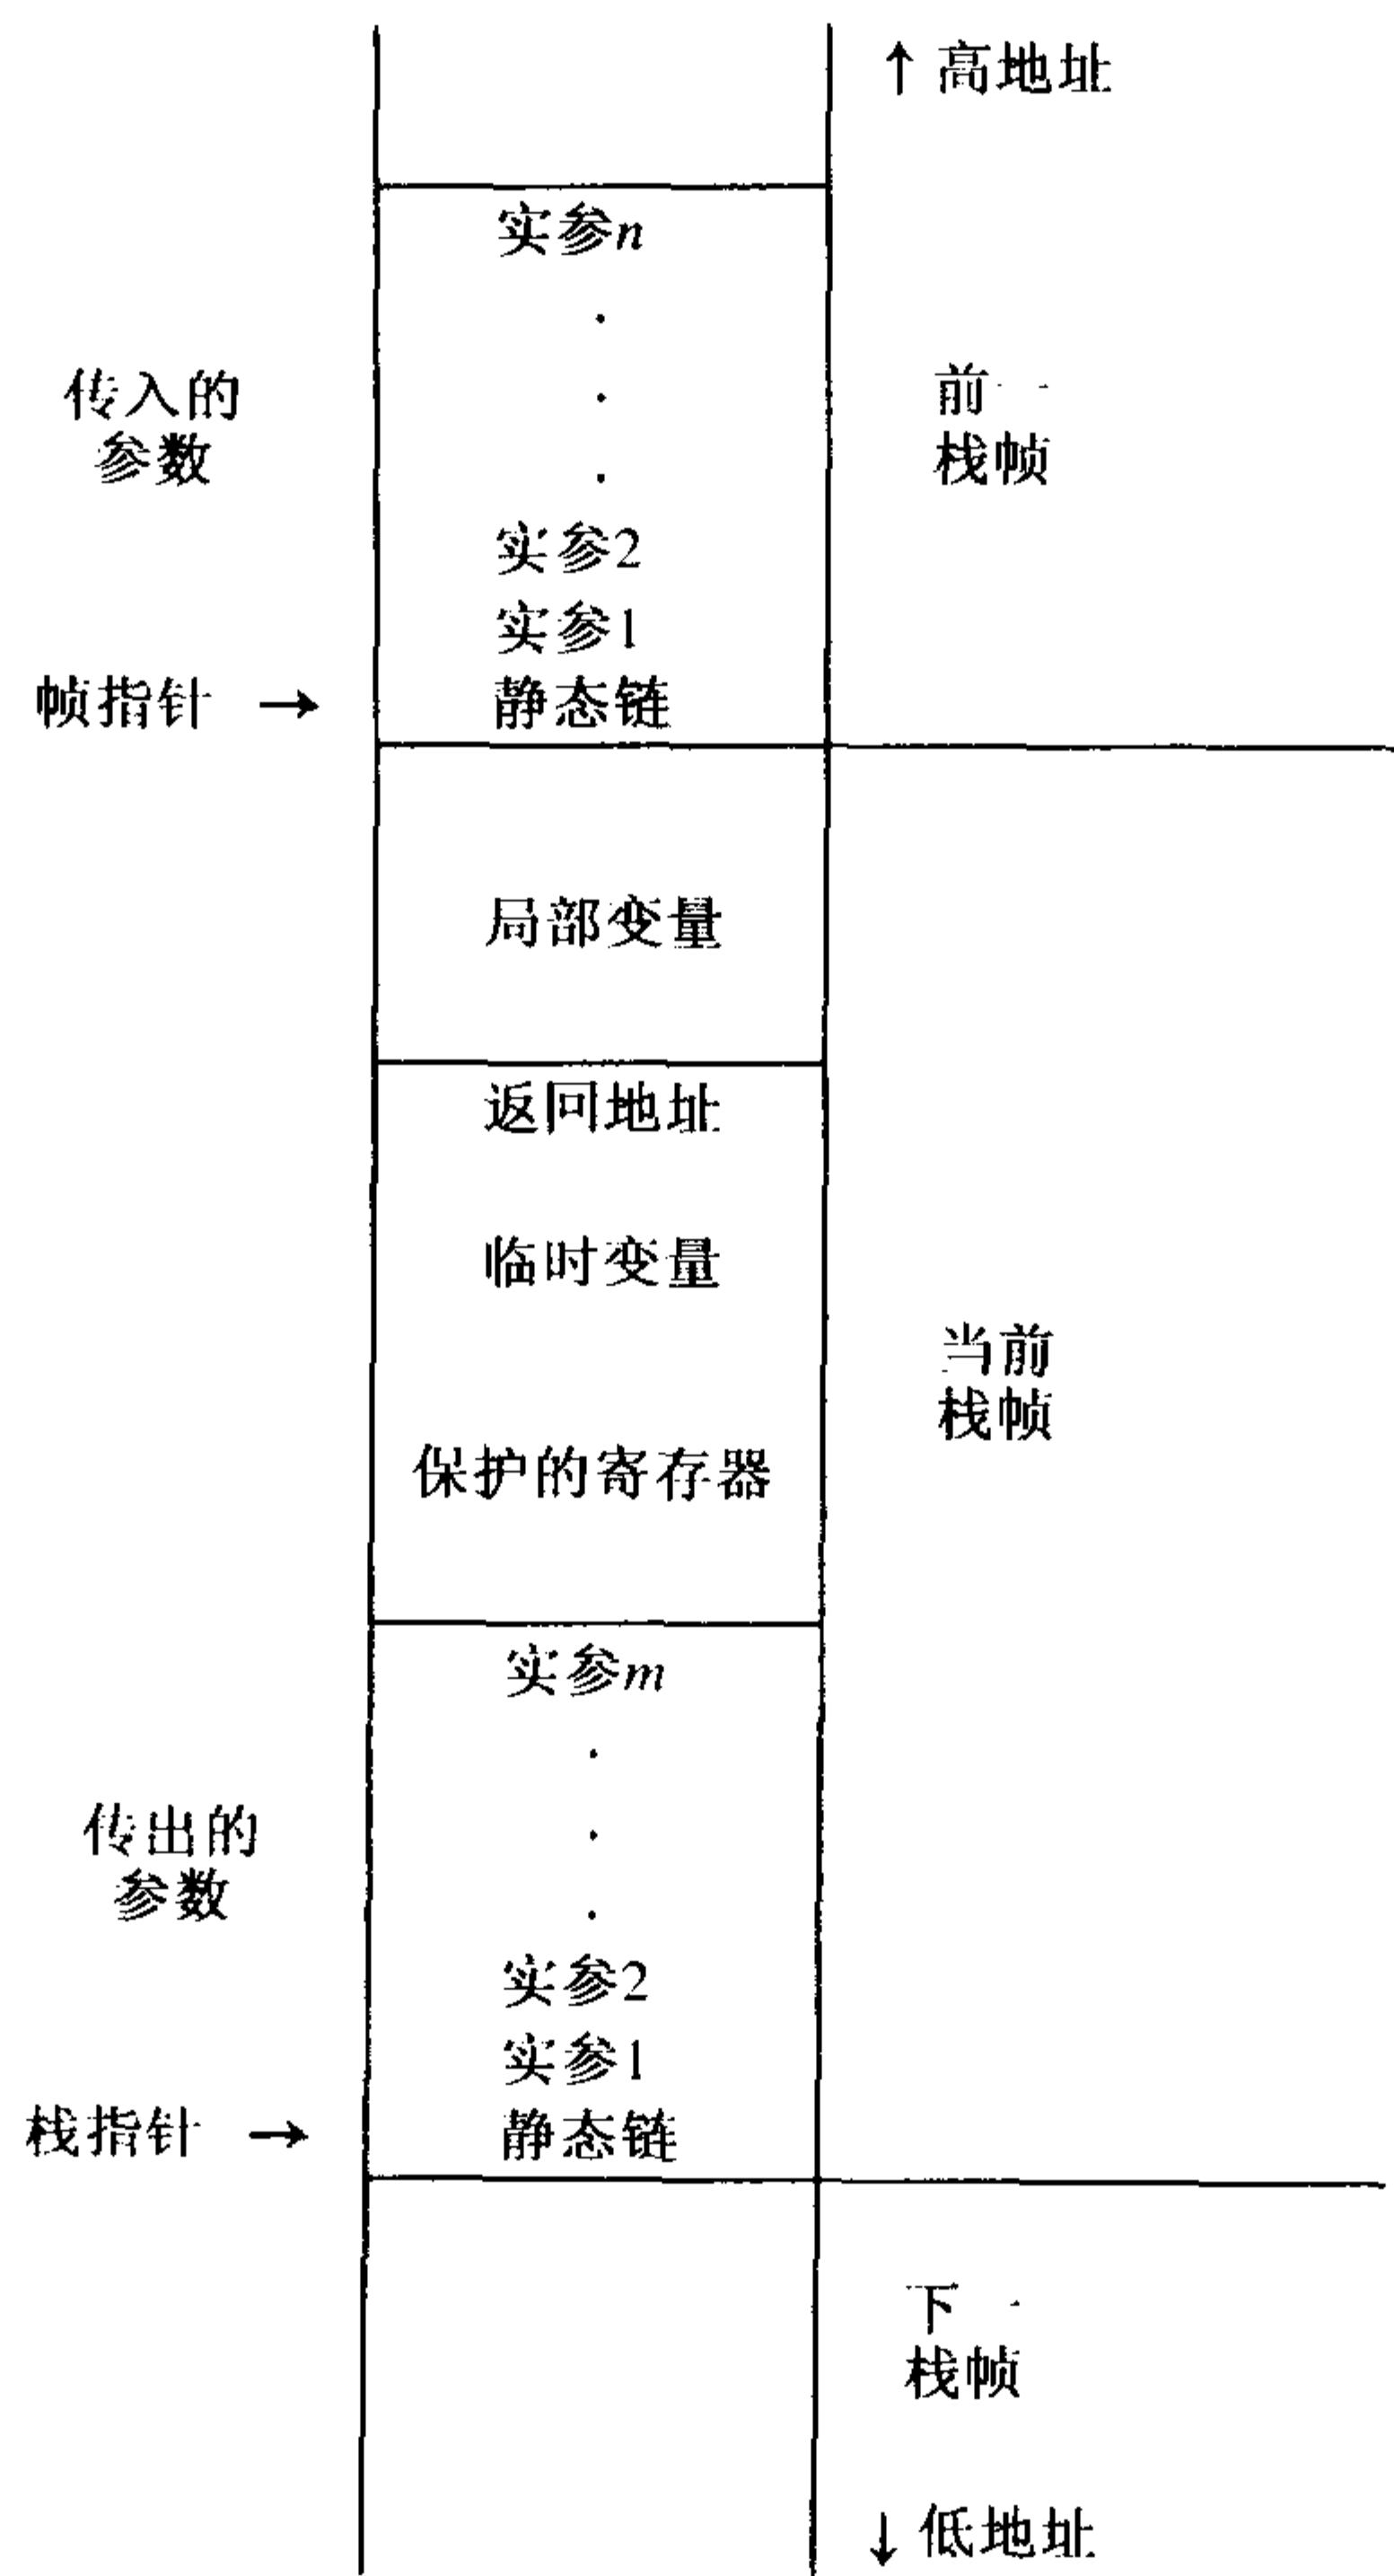 ↑ 高地址
实参n
.
.
.
传入的
参数
前一
栈帧
实参2
实参1
帧指针 →
静态链
局部变量
返回地址
临时变量
当前
栈帧
保护的寄存器
实参m
.
.
.
传出的
参数
实参2
实参1
栈指针 →
静态链
下一
栈帧
↓ 低地址